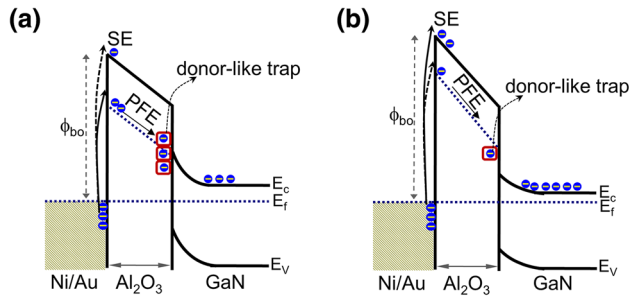 (a)
SE
donor-like trap
PFE
ϕbo
Ec
Ef
EV
Ni/Au Al2O3 GaN
(b)
SE
PFE
donor-like trap
ϕbo
Ec
Ef
EV
Ni/Au Al2O3 GaN